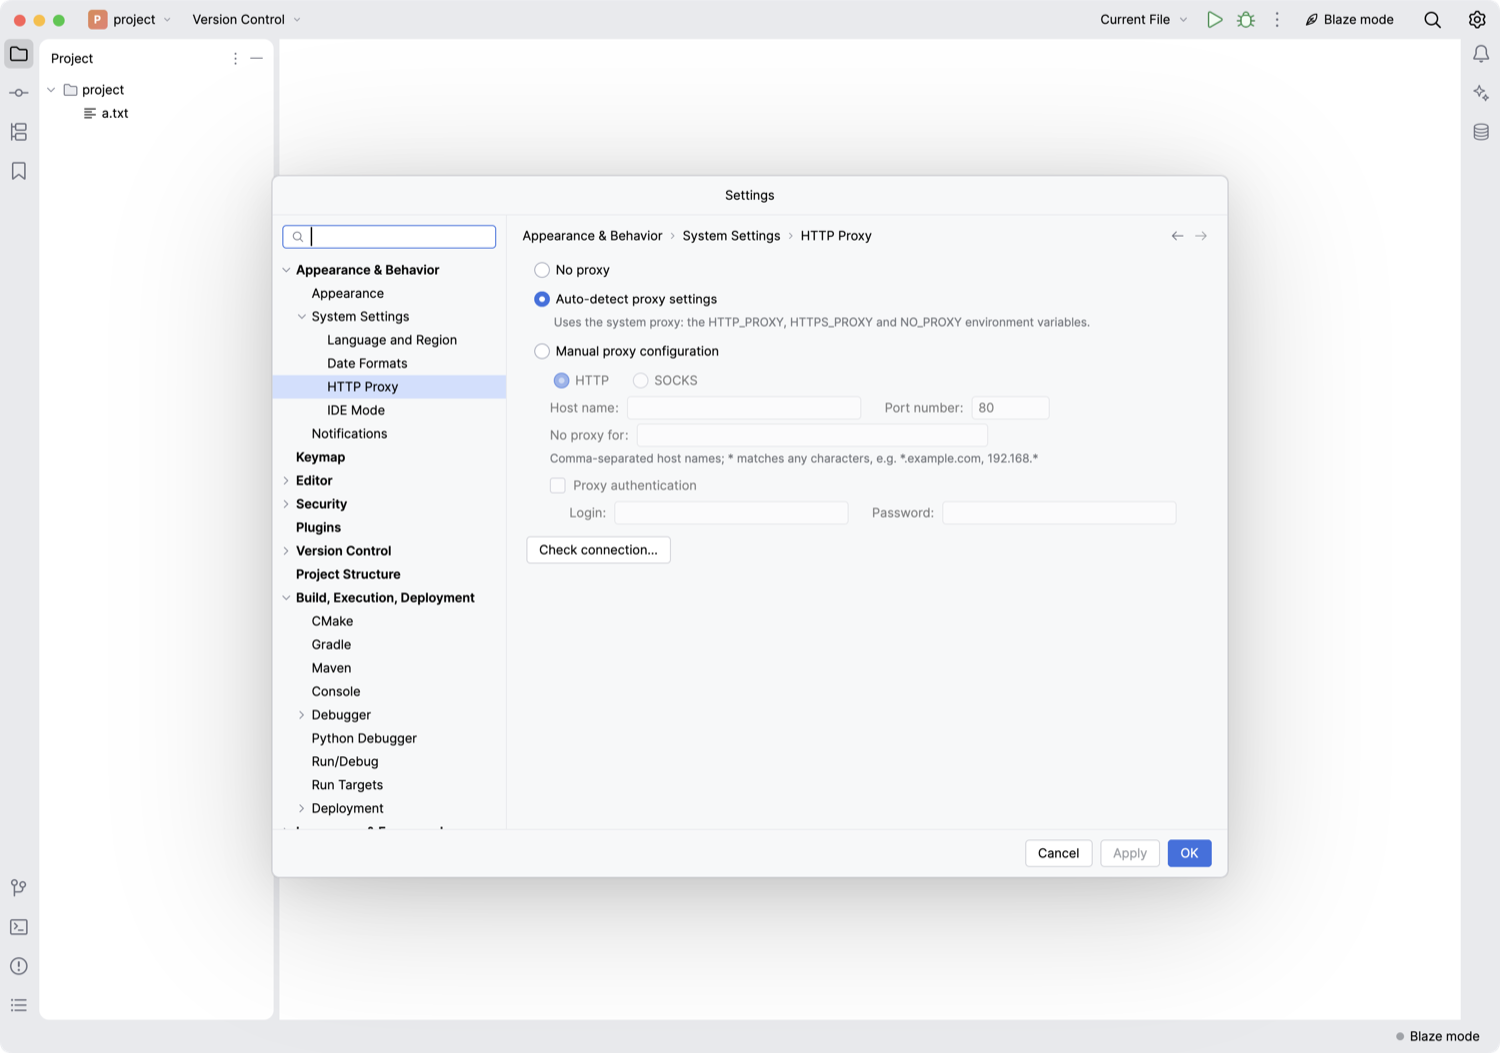 P project Version Control Current File Blaze mode
Project
project
a.txt
Settings
Appearance & Behavior System Settings HTTP Proxy
Appearance & Behavior
Appearance
System Settings
Language and Region
Date Formats
HTTP Proxy
IDE Mode
Notifications
Keymap
Editor
Security
Plugins
Version Control
Project Structure
Build, Execution, Deployment
CMake
Gradle
Maven
Console
Debugger
Python Debugger
Run/Debug
Run Targets
Deployment
No proxy
Auto-detect proxy settings
Uses the system proxy: the HTTP_PROXY, HTTPS_PROXY and NO_PROXY environment variables.
Manual proxy configuration
HTTP SOCKS
Host name: Port number: 80
No proxy for:
Comma-separated host names; * matches any characters, e.g. *.example.com, 192.168.*
Proxy authentication
Login: Password:
Check connection...
Cancel Apply OK
Blaze mode